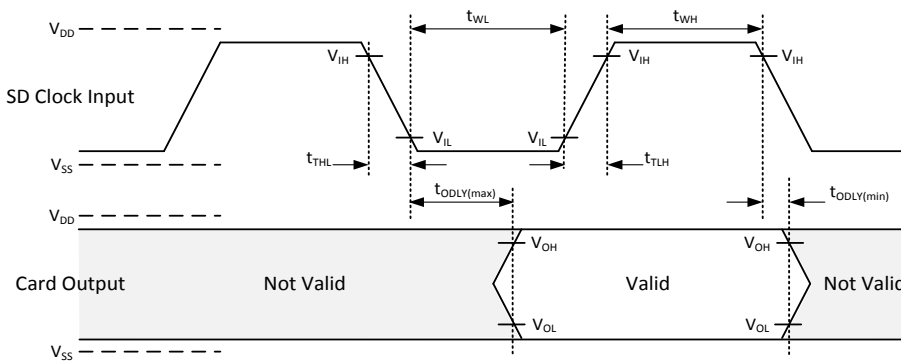 V_DD
t_WL
t_WH
V_IH
V_IH
V_IH
SD Clock Input
V_IL
V_IL
V_SS
t_THL
t_TLH
t_ODLY(max)
t_ODLY(min)
V_DD
V_OH
V_OH
Card Output
Not Valid
Valid
Not Valid
V_OL
V_OL
V_SS